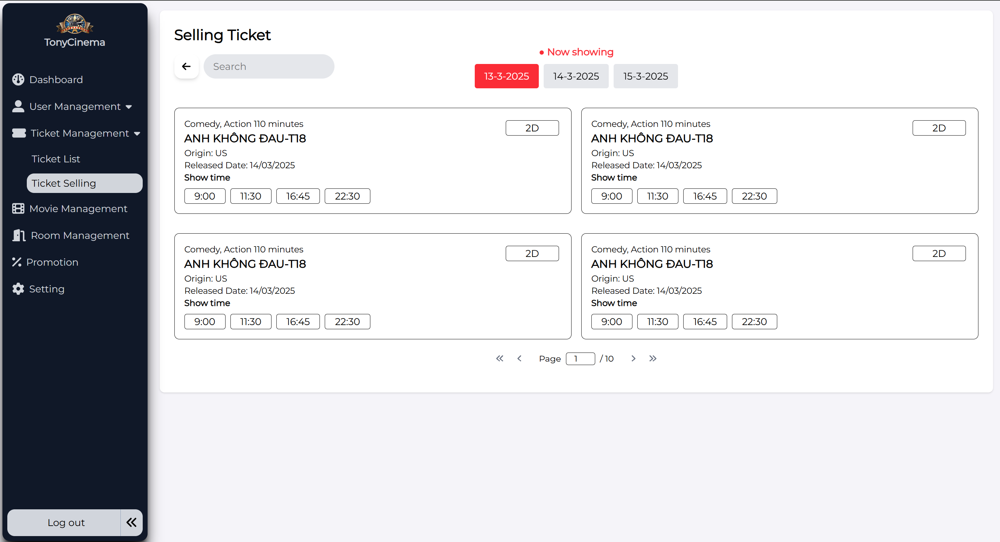 TonyCinema
Dashboard
User Management
Ticket Management
Ticket List
Ticket Selling
Movie Management
Room Management
Promotion
Setting
Log out
Selling Ticket
Search
• Now showing
13-3-2025 14-3-2025 15-3-2025
Comedy, Action 110 minutes
2D
ANH KHÔNG ĐAU-T18
Origin: US
Released Date: 14/03/2025
Show time
9:00 11:30 16:45 22:30
Comedy, Action 110 minutes
2D
ANH KHÔNG ĐAU-T18
Origin: US
Released Date: 14/03/2025
Show time
9:00 11:30 16:45 22:30
Comedy, Action 110 minutes
2D
ANH KHÔNG ĐAU-T18
Origin: US
Released Date: 14/03/2025
Show time
9:00 11:30 16:45 22:30
Comedy, Action 110 minutes
2D
ANH KHÔNG ĐAU-T18
Origin: US
Released Date: 14/03/2025
Show time
9:00 11:30 16:45 22:30
Page 1 / 10